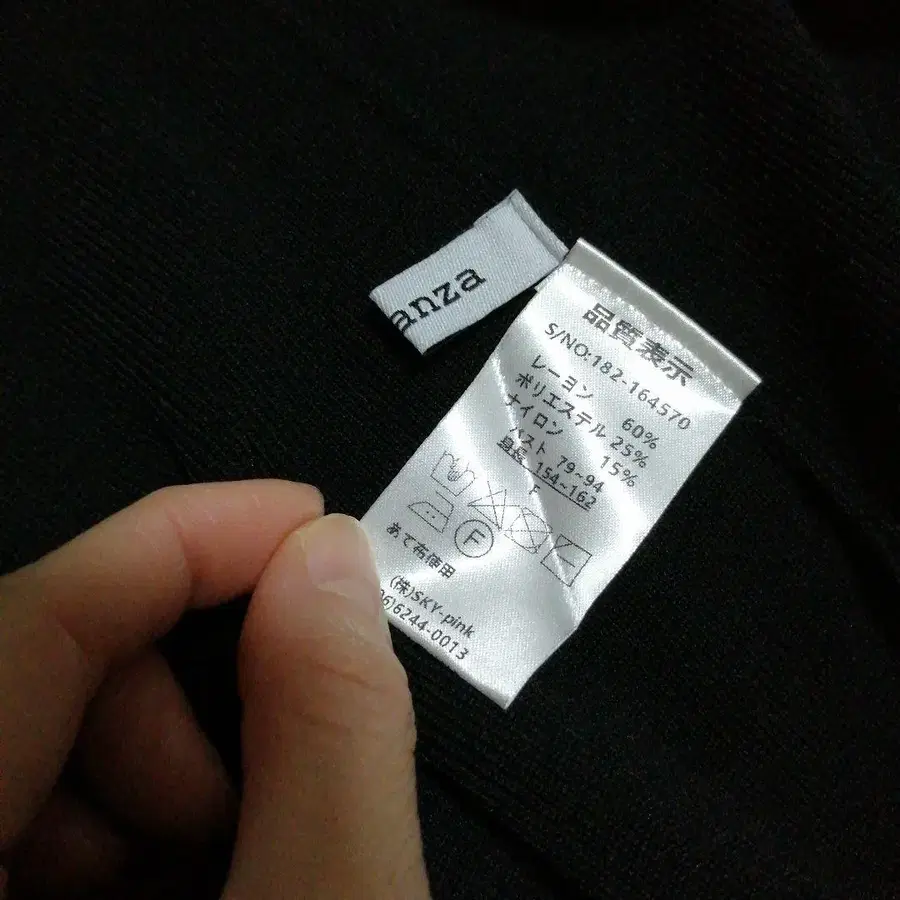 anza
品質表示
S/NO:182-164570
レーヨン 60%
ポリエステル 25%
ナイロン 15%
バスト 79~94
身長 154~162
F
F
あて布使用
(株)SKY-pink
06)6244-0013